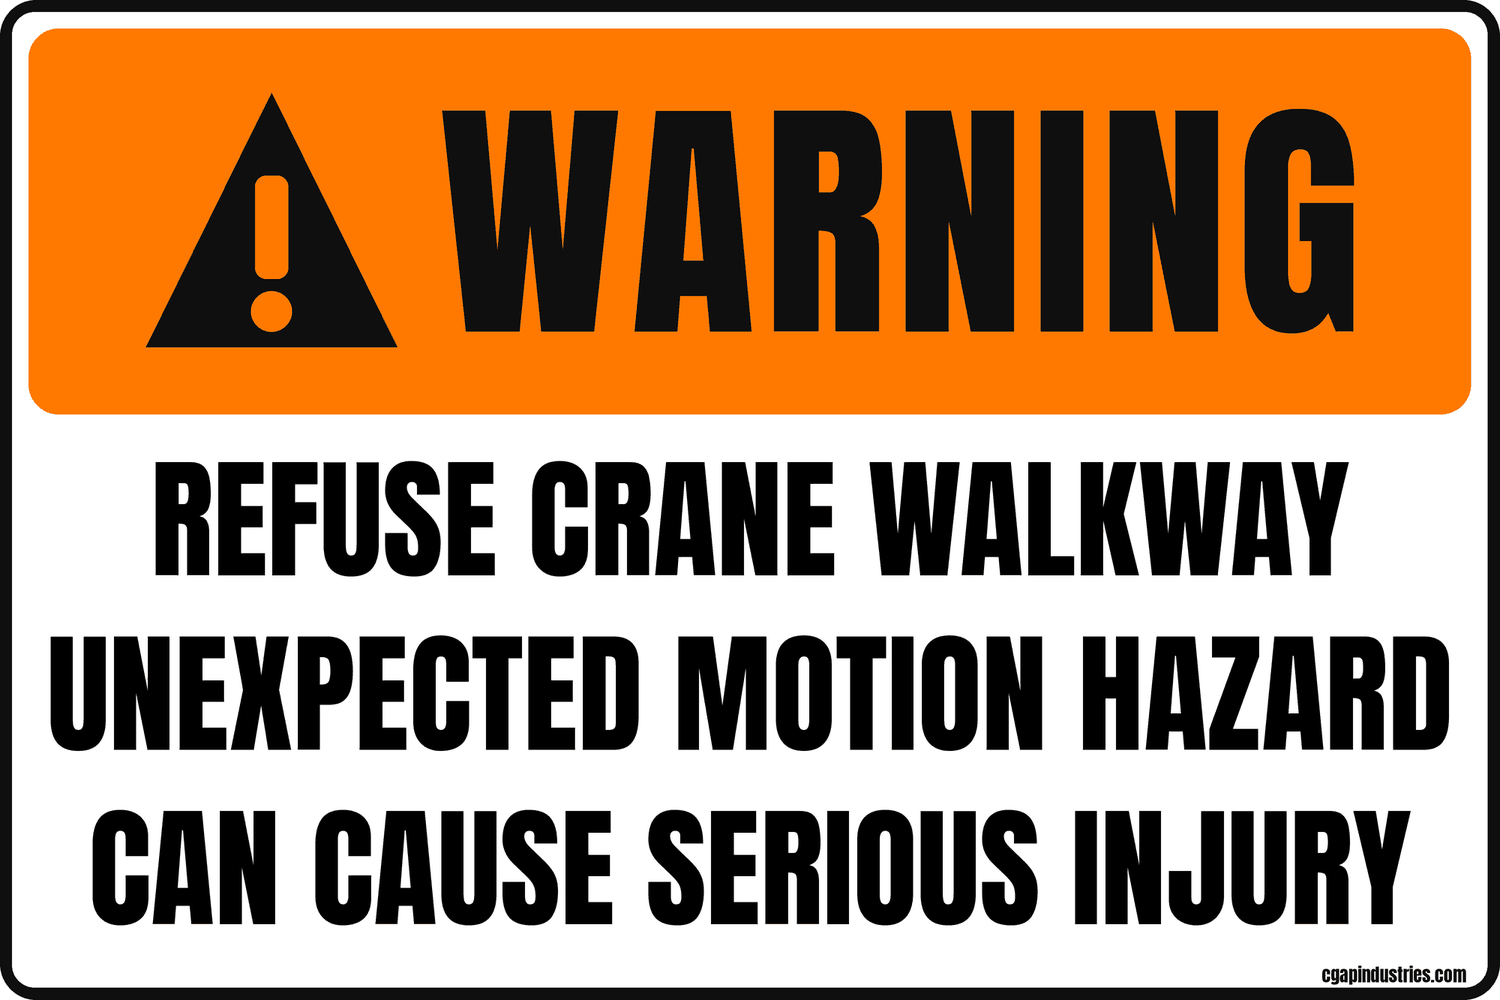 WARNING
REFUSE CRANE WALKWAY
UNEXPECTED MOTION HAZARD
CAN CAUSE SERIOUS INJURY
cgapindustries.com